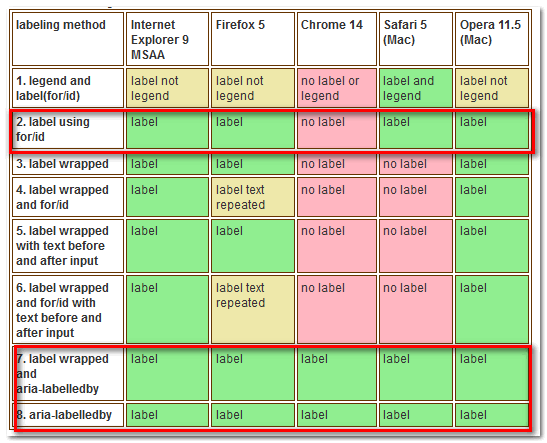 labeling method Internet Explorer 9 MSAA Firefox 5 Chrome 14 Safari 5 (Mac) Opera 11.5 (Mac)
1. legend and label(for/id) label not legend label not legend no label or legend label and legend label not legend
2. label using for/id label label no label label label
3. label wrapped label label no label no label label
4. label wrapped and for/id label label text repeated no label no label label
5. label wrapped with text before and after input label label no label no label label
6. label wrapped and for/id with text before and after input label label text repeated no label no label label
7. label wrapped and aria-labelledby label label label label label
8. aria-labelledby label label label label label